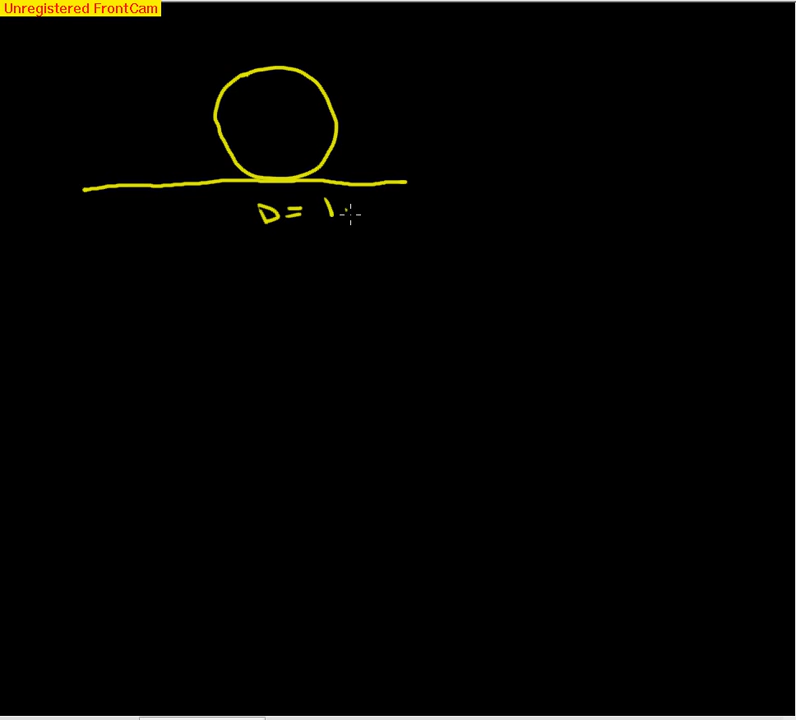 Unregistered FrontCam
D = 1